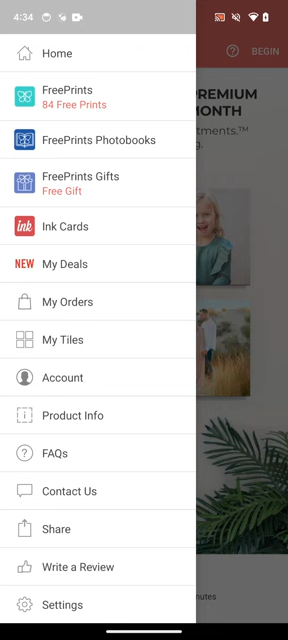 4:34
BEGIN
Home
PREMIUM
MONTH
FreePrints
84 Free Prints
tments.™
g.
FreePrints Photobooks
FreePrints Gifts
Free Gift
ink
Ink Cards
NEW
My Deals
My Orders
My Tiles
Account
Product Info
FAQs
Contact Us
Share
Write a Review
nutes
Settings